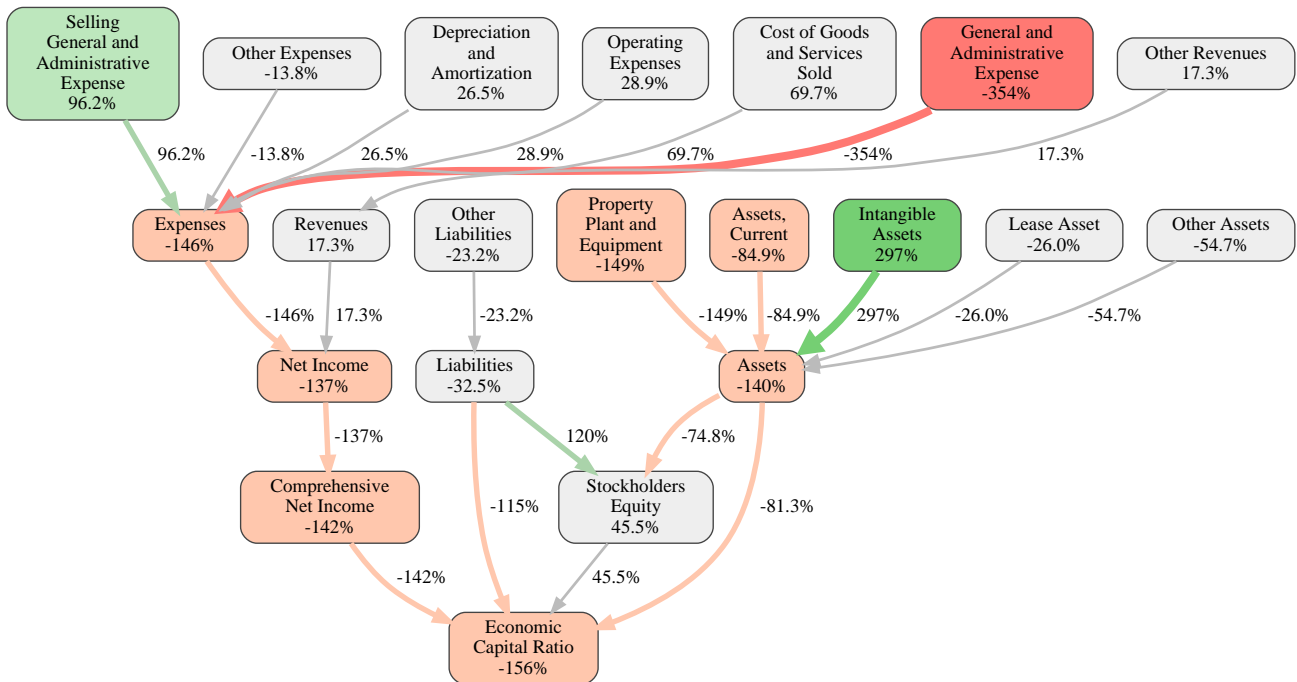 Selling
General and
Administrative
Expense
96.2%
Other Expenses
-13.8%
Depreciation
and
Amortization
26.5%
Operating
Expenses
28.9%
Cost of Goods
and Services
Sold
69.7%
General and
Administrative
Expense
-354%
Other Revenues
17.3%
96.2%
-13.8%
26.5%
28.9%
69.7%
-354%
17.3%
Expenses
-146%
Revenues
17.3%
Other
Liabilities
-23.2%
Property
Plant and
Equipment
-149%
Assets,
Current
-84.9%
Intangible
Assets
297%
Lease Asset
-26.0%
Other Assets
-54.7%
-146%
17.3%
-23.2%
-149%
-84.9%
297%
-26.0%
-54.7%
Net Income
-137%
Liabilities
-32.5%
Assets
-140%
-137%
120%
-74.8%
Comprehensive
Net Income
-142%
-115%
Stockholders
Equity
45.5%
-81.3%
-142%
45.5%
Economic
Capital Ratio
-156%